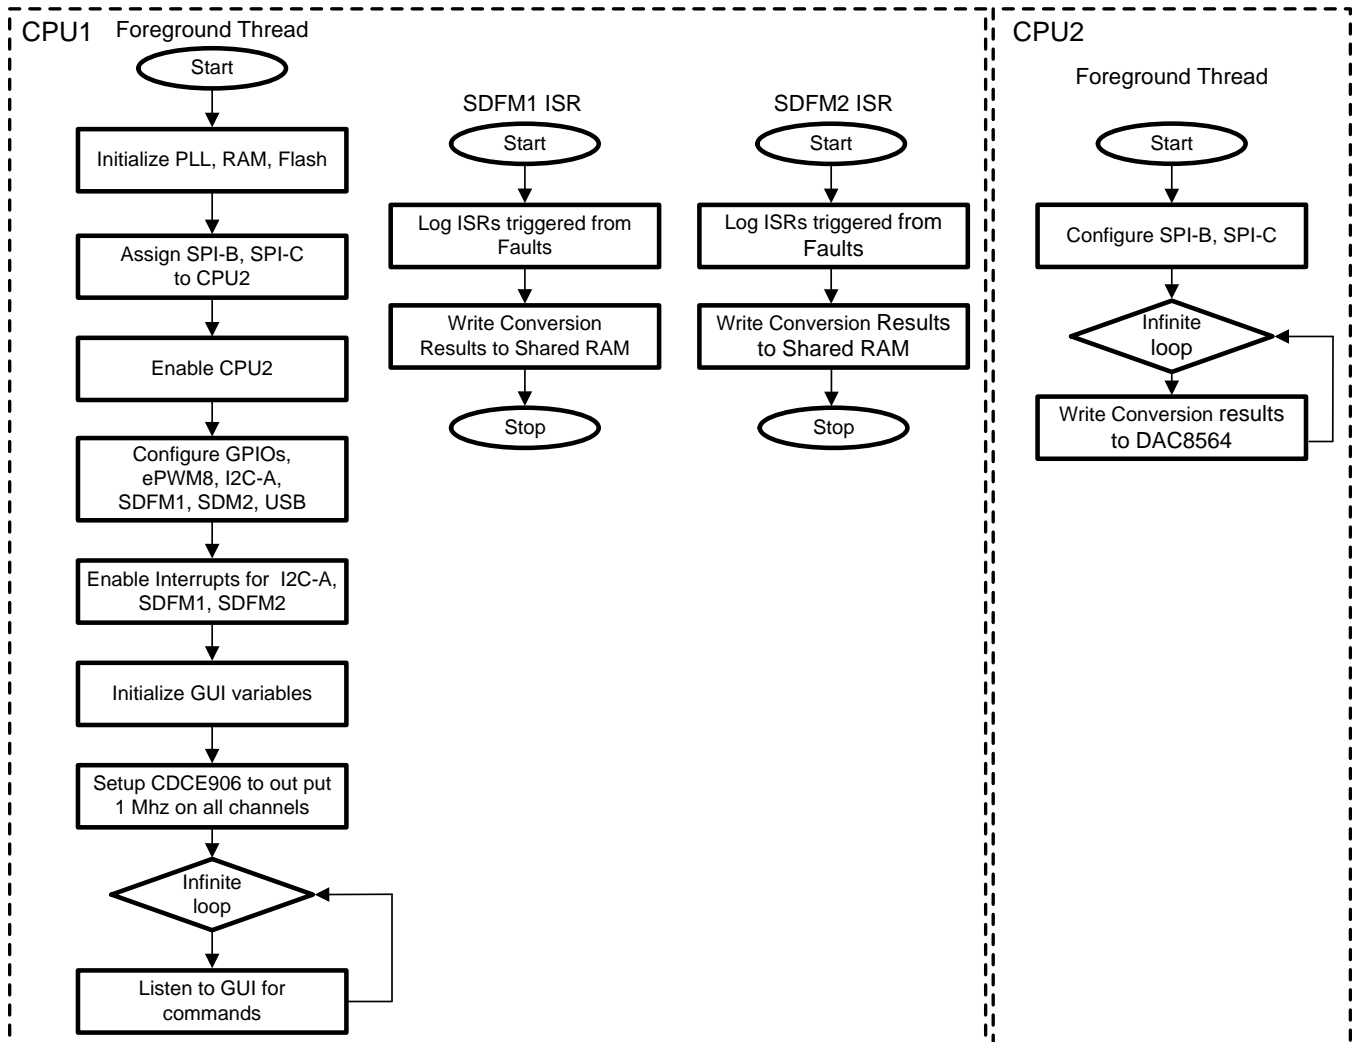 CPU1
Foreground Thread
Start
Initialize PLL, RAM, Flash
Assign SPI-B, SPI-C
to CPU2
Enable CPU2
Configure GPIOs,
ePWM8, I2C-A,
SDFM1, SDM2, USB
Enable Interrupts for I2C-A,
SDFM1, SDFM2
Initialize GUI variables
Setup CDCE906 to out put
1 Mhz on all channels
Infinite
loop
Listen to GUI for
commands
SDFM1 ISR
Start
Log ISRs triggered from
Faults
Write Conversion
Results to Shared RAM
Stop
SDFM2 ISR
Start
Log ISRs triggered from
Faults
Write Conversion Results
to Shared RAM
Stop
CPU2
Foreground Thread
Start
Configure SPI-B, SPI-C
Infinite
loop
Write Conversion results
to DAC8564